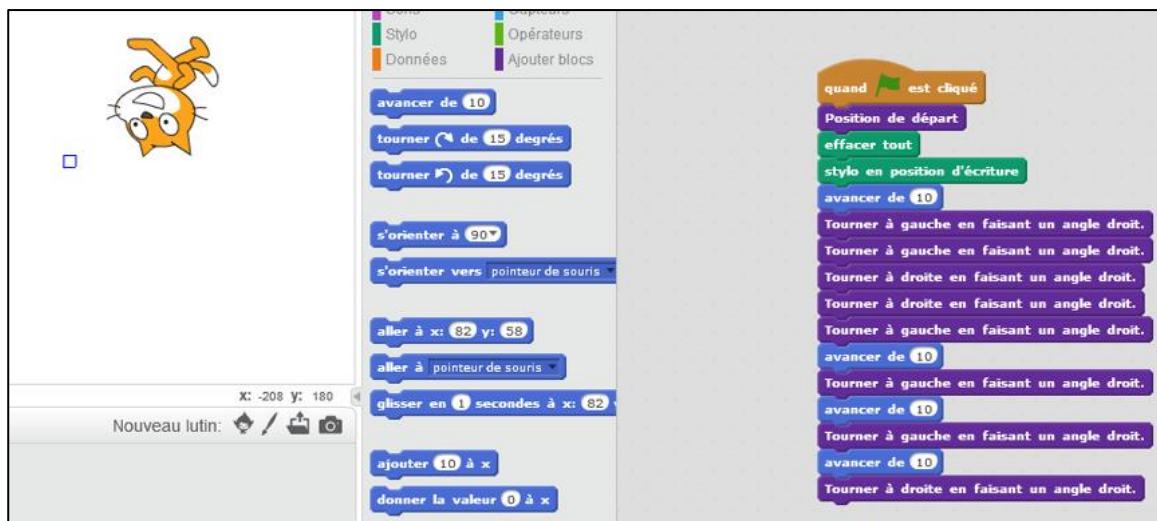 Stylo
Opérateurs
Données
Ajouter blocs
avancer de 10
tourner de 15 degrés
tourner de 15 degrés
s'orienter à 90
s'orienter vers pointeur de souris
aller à x: 82 y: 58
aller à pointeur de souris
glisser en 1 secondes à x: 82
ajouter 10 à x
donner la valeur 0 à x
x: -208 y: 180
Nouveau lutin:
quand est cliqué
Position de départ
effacer tout
stylo en position d'écriture
avancer de 10
Tourner à gauche en faisant un angle droit.
Tourner à gauche en faisant un angle droit.
Tourner à droite en faisant un angle droit.
Tourner à droite en faisant un angle droit.
Tourner à gauche en faisant un angle droit.
avancer de 10
Tourner à gauche en faisant un angle droit.
avancer de 10
Tourner à gauche en faisant un angle droit.
avancer de 10
Tourner à droite en faisant un angle droit.